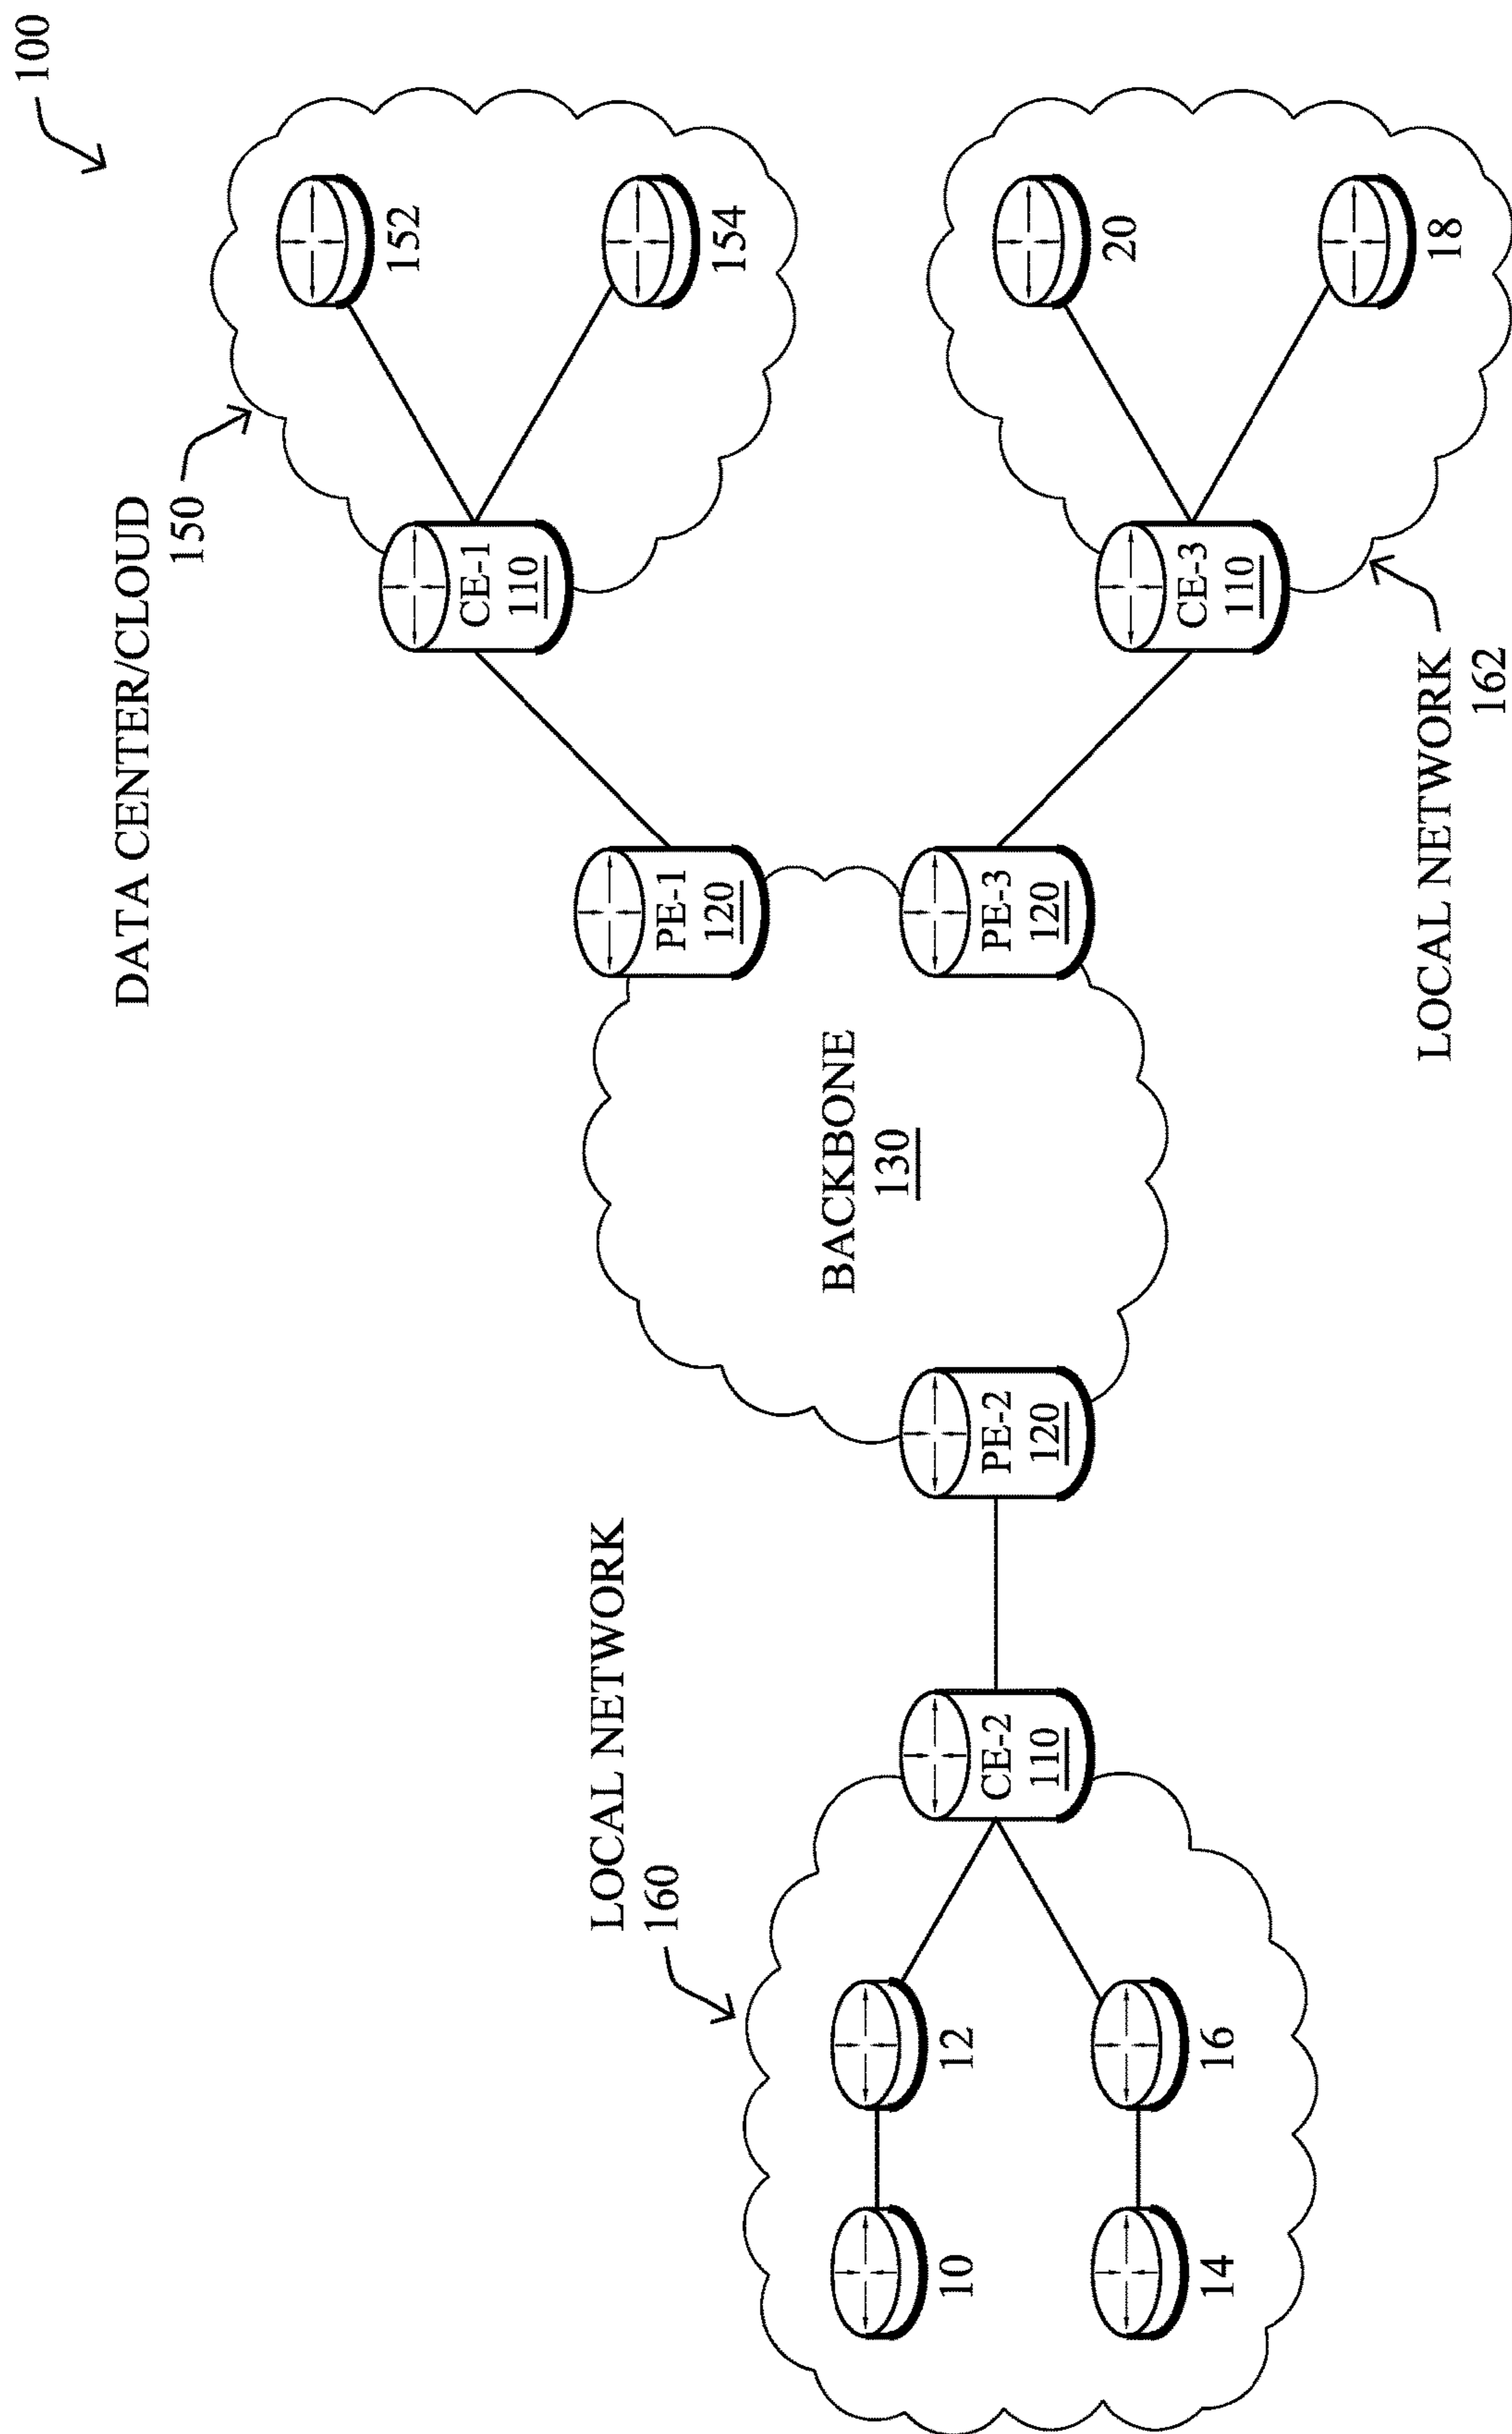 100
DATA CENTER/CLOUD
150
152
154
CE-1
110
PE-1
120
BACKBONE
130
PE-3
120
PE-2
120
CE-3
110
20
18
LOCAL NETWORK
162
LOCAL NETWORK
160
CE-2
110
10
12
14
16